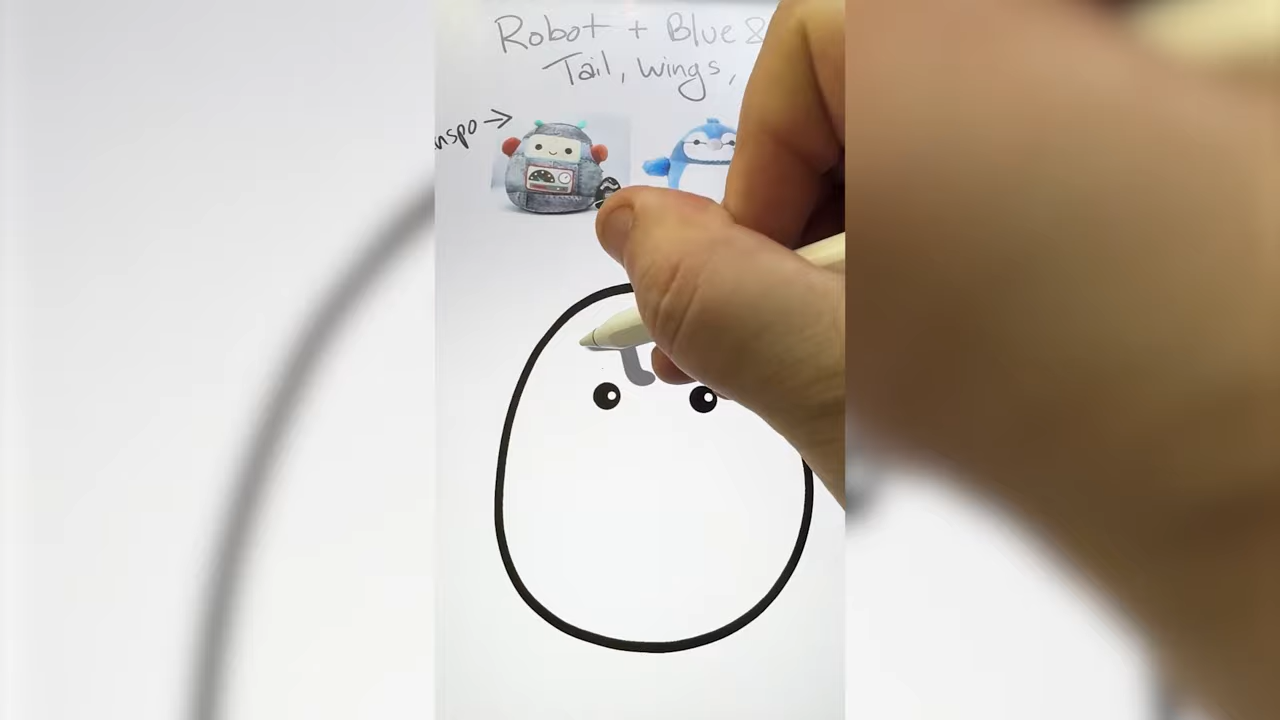 Robot + Blue &
Tail, wings,
nspo →